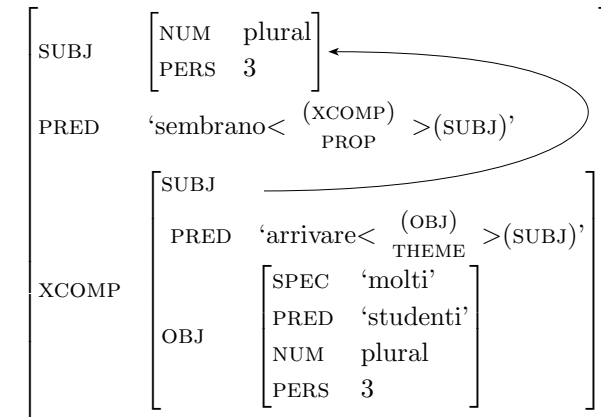 SUBJ NUM plural
PERS 3
PRED ‘sembrano< (XCOMP) PROP >(SUBJ)’
XCOMP SUBJ
PRED ‘arrivare< (OBJ) THEME >(SUBJ)’
OBJ SPEC ‘molti’
PRED ‘studenti’
NUM plural
PERS 3